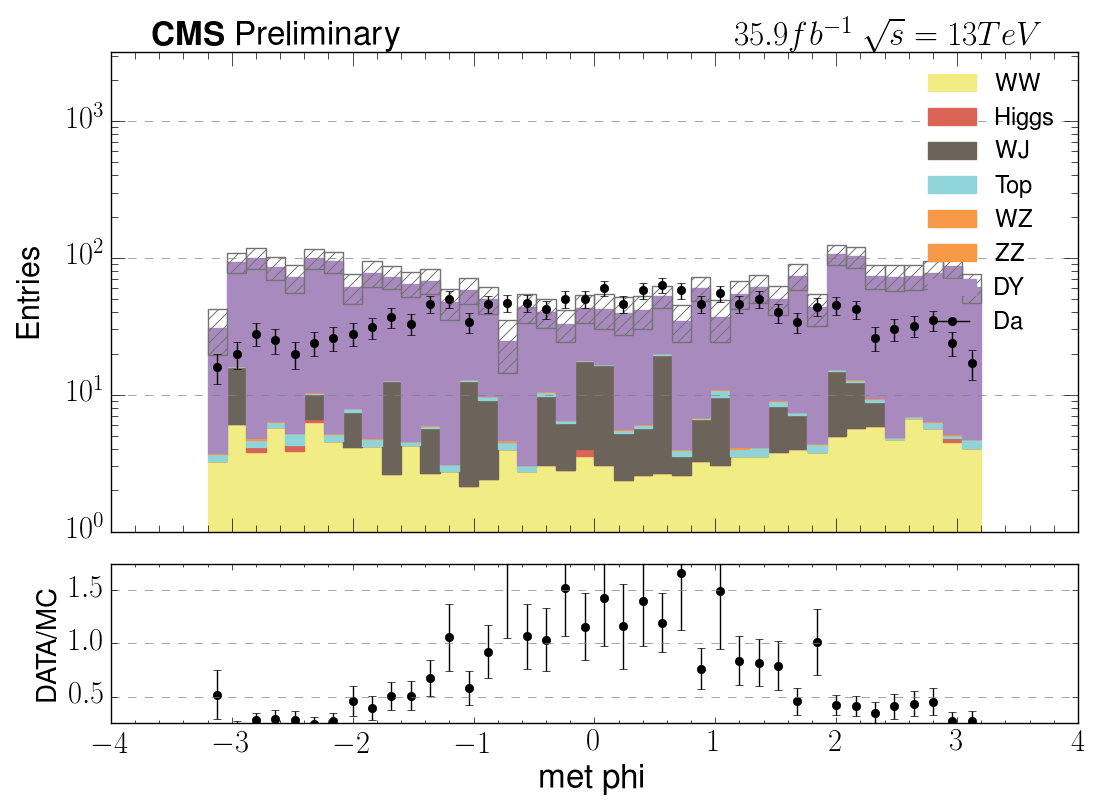 CMS Preliminary 35.9fb⁻¹ √s = 13TeV
Entries
10³
10²
10¹
10⁰
WW
Higgs
WJ
Top
WZ
ZZ
DY
Da
DATA/MC
1.5
1.0
0.5
−4 −3 −2 −1 0 1 2 3 4
met phi